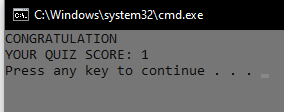 C:\Windows\system32\cmd.exe
CONGRATULATION
YOUR QUIZ SCORE: 1
Press any key to continue . . .